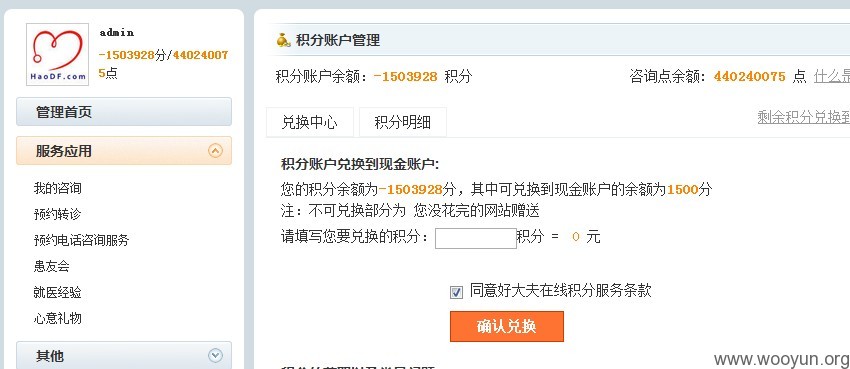 HaoDF.com
admin
-1503928分/44024007
5点
管理首页
服务应用
我的咨询
预约转诊
预约电话咨询服务
患友会
就医经验
心意礼物
其他
积分账户管理
积分账户余额：-1503928 积分
咨询点余额：440240075 点 什么是
兑换中心
积分明细
剩余积分兑换到
积分账户兑换到现金账户:
您的积分余额为-1503928分，其中可兑换到现金账户的余额为1500分
注：不可兑换部分为 您没花完的网站赠送
请填写您要兑换的积分：积分 = 0 元
同意好大夫在线积分服务条款
确认兑换
www.wooyun.org